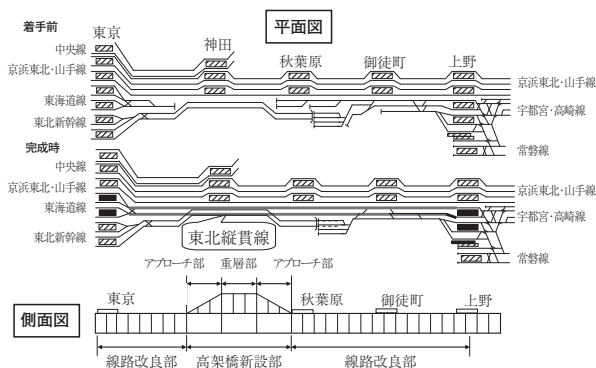 平面図
着手前
東京
神田
秋葉原
御徒町
上野
中央線
京浜東北･山手線
東海道線
東北新幹線
京浜東北･山手線
宇都宮･高崎線
常磐線
完成時
中央線
京浜東北･山手線
東海道線
東北新幹線
京浜東北･山手線
宇都宮･高崎線
常磐線
東北縦貫線
アプローチ部 重層部 アプローチ部
側面図
東京
秋葉原
御徒町
上野
線路改良部
高架橋新設部
線路改良部